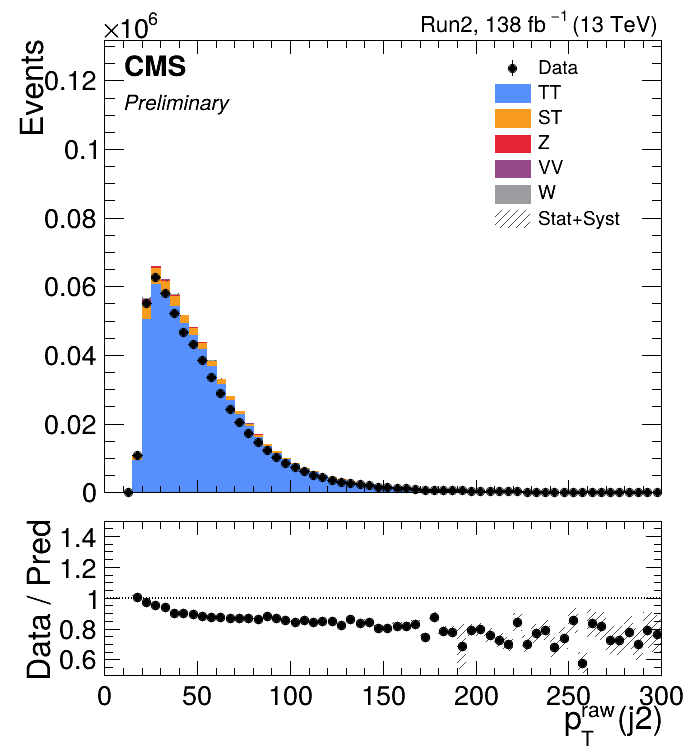 ×10⁶
Run2, 138 fb⁻¹ (13 TeV)
CMS
Preliminary
Events
0.12
0.1
0.08
0.06
0.04
0.02
0
Data
TT
ST
Z
VV
W
Stat+Syst
Data / Pred
1.4
1.2
1
0.8
0.6
0 50 100 150 200 250 300
p_T^raw(j2)